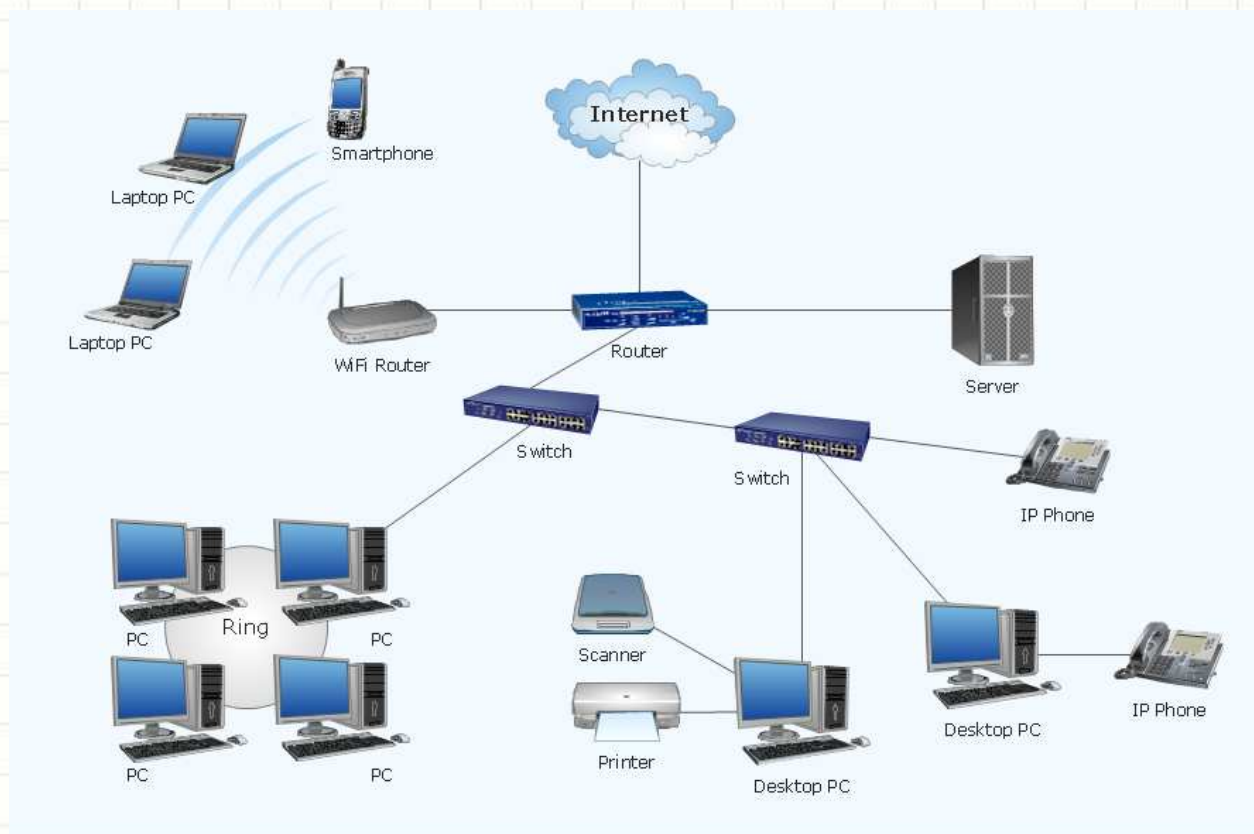 Internet
Smartphone
Laptop PC
Laptop PC
WiFi Router
Router
Server
Switch
Switch
IP Phone
PC
Ring
PC
Scanner
PC
PC
Printer
Desktop PC
Desktop PC
IP Phone